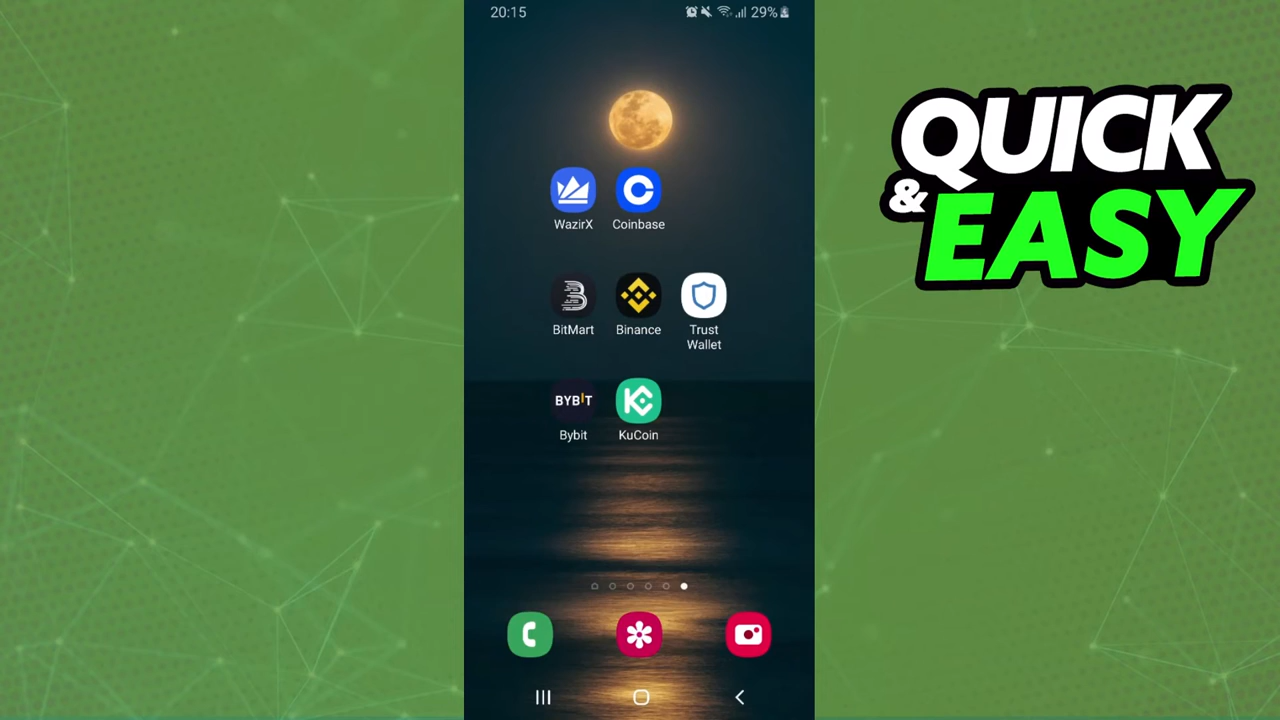 20:15
29%
QUICK
& EASY
WazirX
Coinbase
BitMart
Binance
Trust
Wallet
BYBIT
Bybit
KuCoin